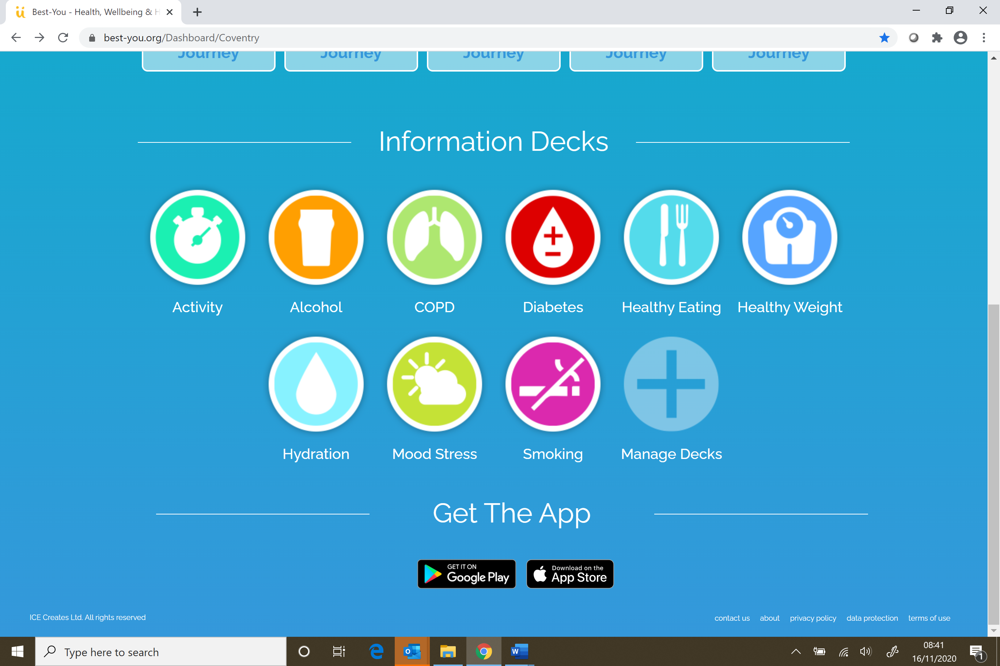 Best-You - Health, Wellbeing & H
best-you.org/Dashboard/Coventry
Journey Journey Journey Journey Journey
Information Decks
Activity Alcohol COPD Diabetes Healthy Eating Healthy Weight
Hydration Mood Stress Smoking Manage Decks
Get The App
GET IT ON
Google Play
Download on the
App Store
ICE Creates Ltd. All rights reserved
contact us about privacy policy data protection terms of use
Type here to search
O
W
08:41
16/11/2020
1